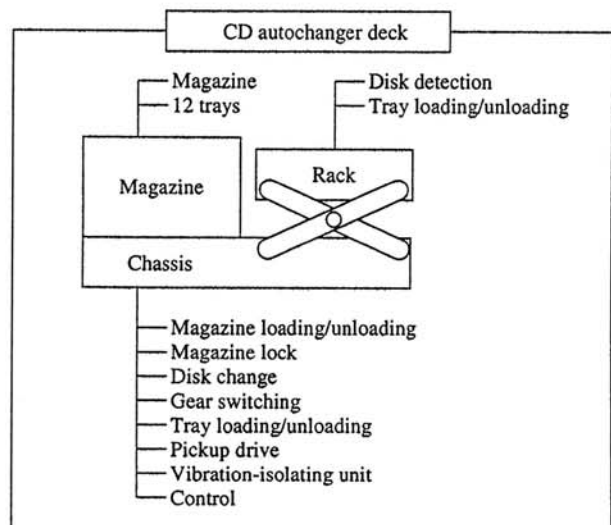 CD autochanger deck
Magazine
12 trays
Disk detection
Tray loading/unloading
Magazine
Rack
Chassis
Magazine loading/unloading
Magazine lock
Disk change
Gear switching
Tray loading/unloading
Pickup drive
Vibration-isolating unit
Control